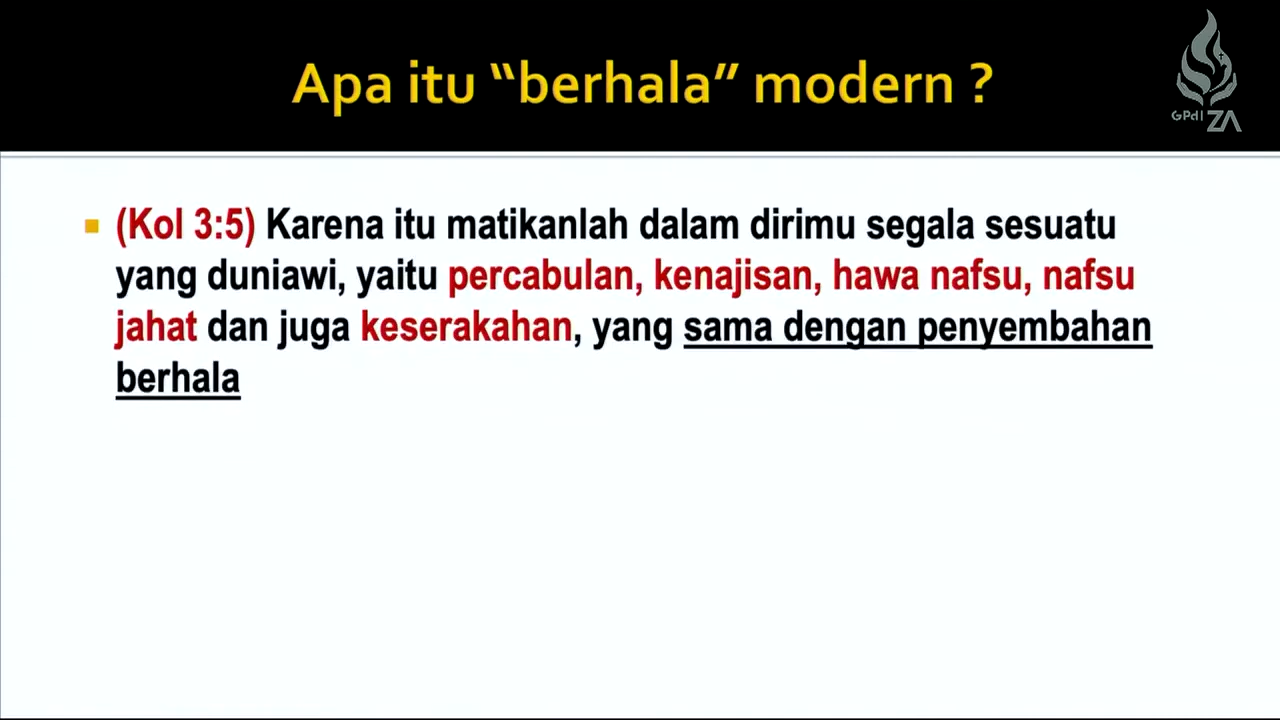 Apa itu “berhala” modern ?
GPdI ZA
(Kol 3:5) Karena itu matikanlah dalam dirimu segala sesuatu
yang duniawi, yaitu percabulan, kenajisan, hawa nafsu, nafsu
jahat dan juga keserakahan, yang sama dengan penyembahan
berhala